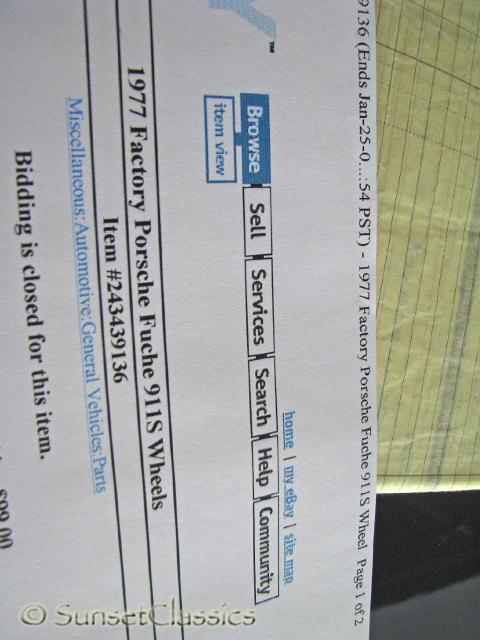 9136 (Ends Jan-25-0...:54 PST) - 1977 Factory Porsche Fuche 911S Wheel Page 1 of 2
home | my eBay | site map
Browse Sell Services Search Help Community
item view
™
1977 Factory Porsche Fuche 911S Wheels
Item #243439136
Miscellaneous:Automotive:General Vehicles:Parts
Bidding is closed for this item.
© SunsetClassics